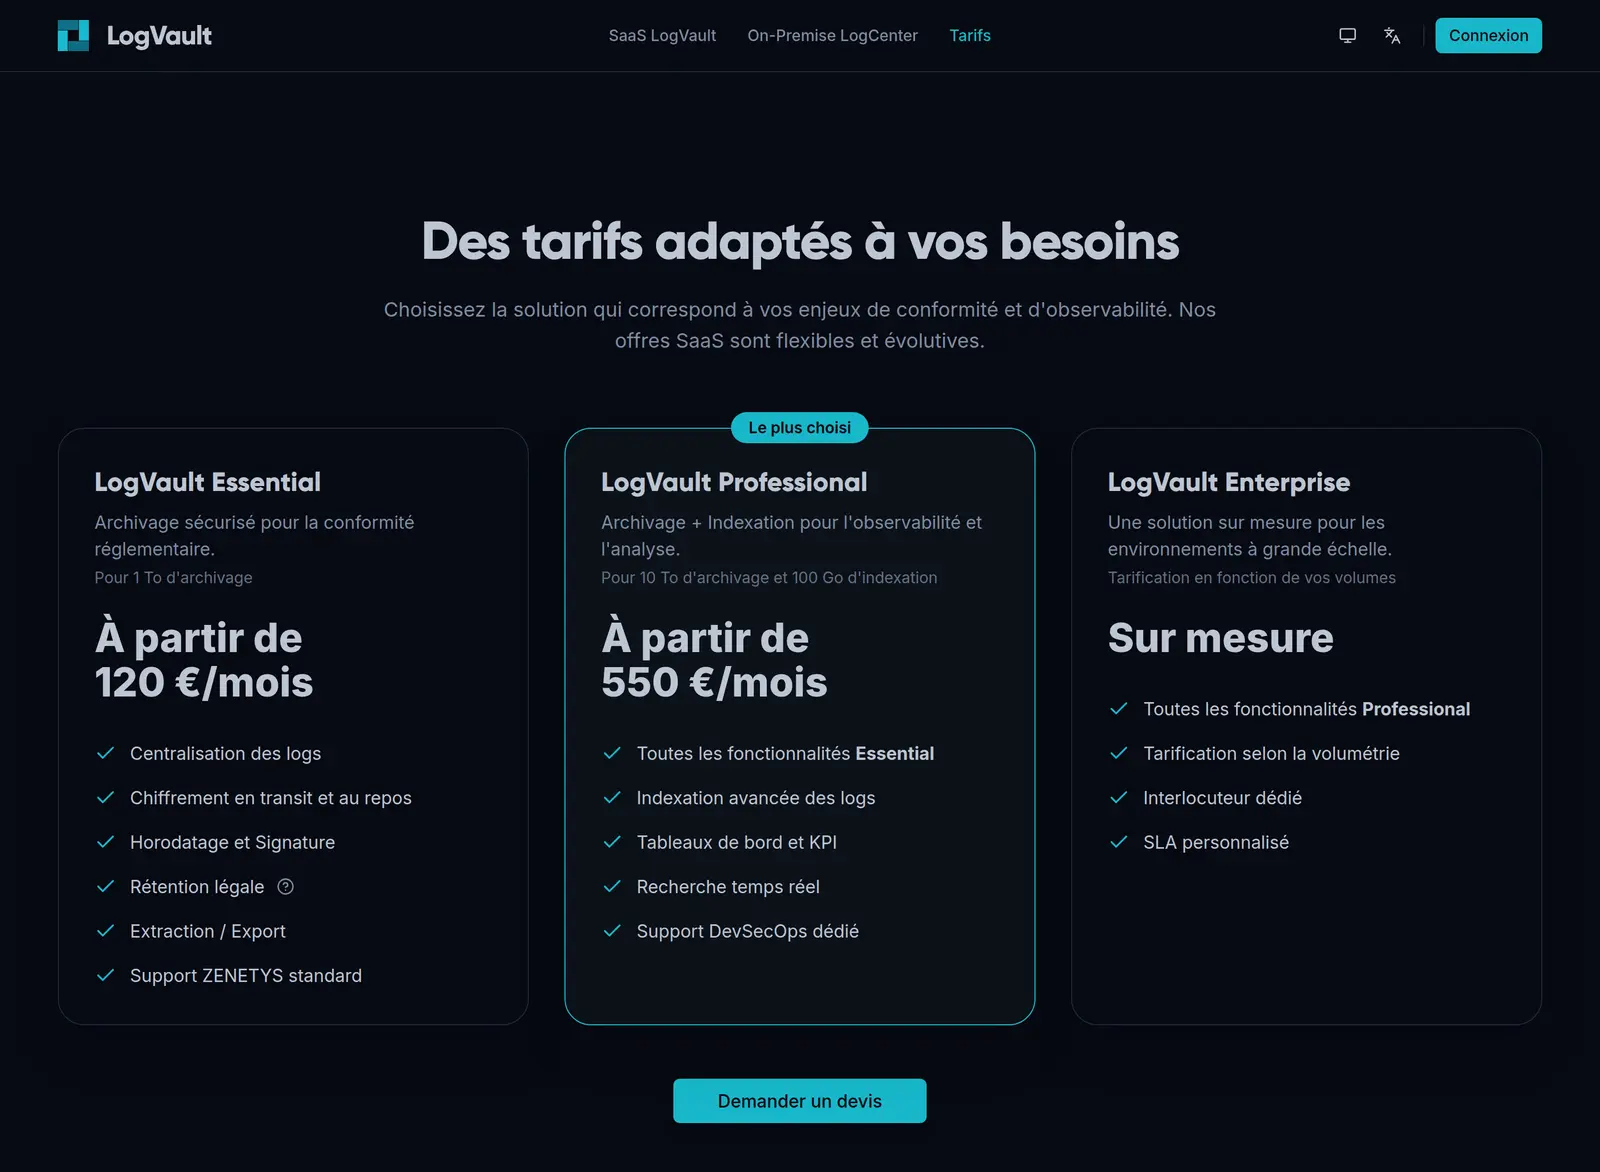 LogVault
SaaS LogVault
On-Premise LogCenter
Tarifs
Connexion
Des tarifs adaptés à vos besoins
Choisissez la solution qui correspond à vos enjeux de conformité et d'observabilité. Nos
offres SaaS sont flexibles et évolutives.
LogVault Essential
Archivage sécurisé pour la conformité
réglementaire.
Pour 1 To d'archivage
À partir de
120 €/mois
Centralisation des logs
Chiffrement en transit et au repos
Horodatage et Signature
Rétention légale
Extraction / Export
Support ZENETYS standard
Le plus choisi
LogVault Professional
Archivage + Indexation pour l'observabilité et
l'analyse.
Pour 10 To d'archivage et 100 Go d'indexation
À partir de
550 €/mois
Toutes les fonctionnalités Essential
Indexation avancée des logs
Tableaux de bord et KPI
Recherche temps réel
Support DevSecOps dédié
LogVault Enterprise
Une solution sur mesure pour les
environnements à grande échelle.
Tarification en fonction de vos volumes
Sur mesure
Toutes les fonctionnalités Professional
Tarification selon la volumétrie
Interlocuteur dédié
SLA personnalisé
Demander un devis